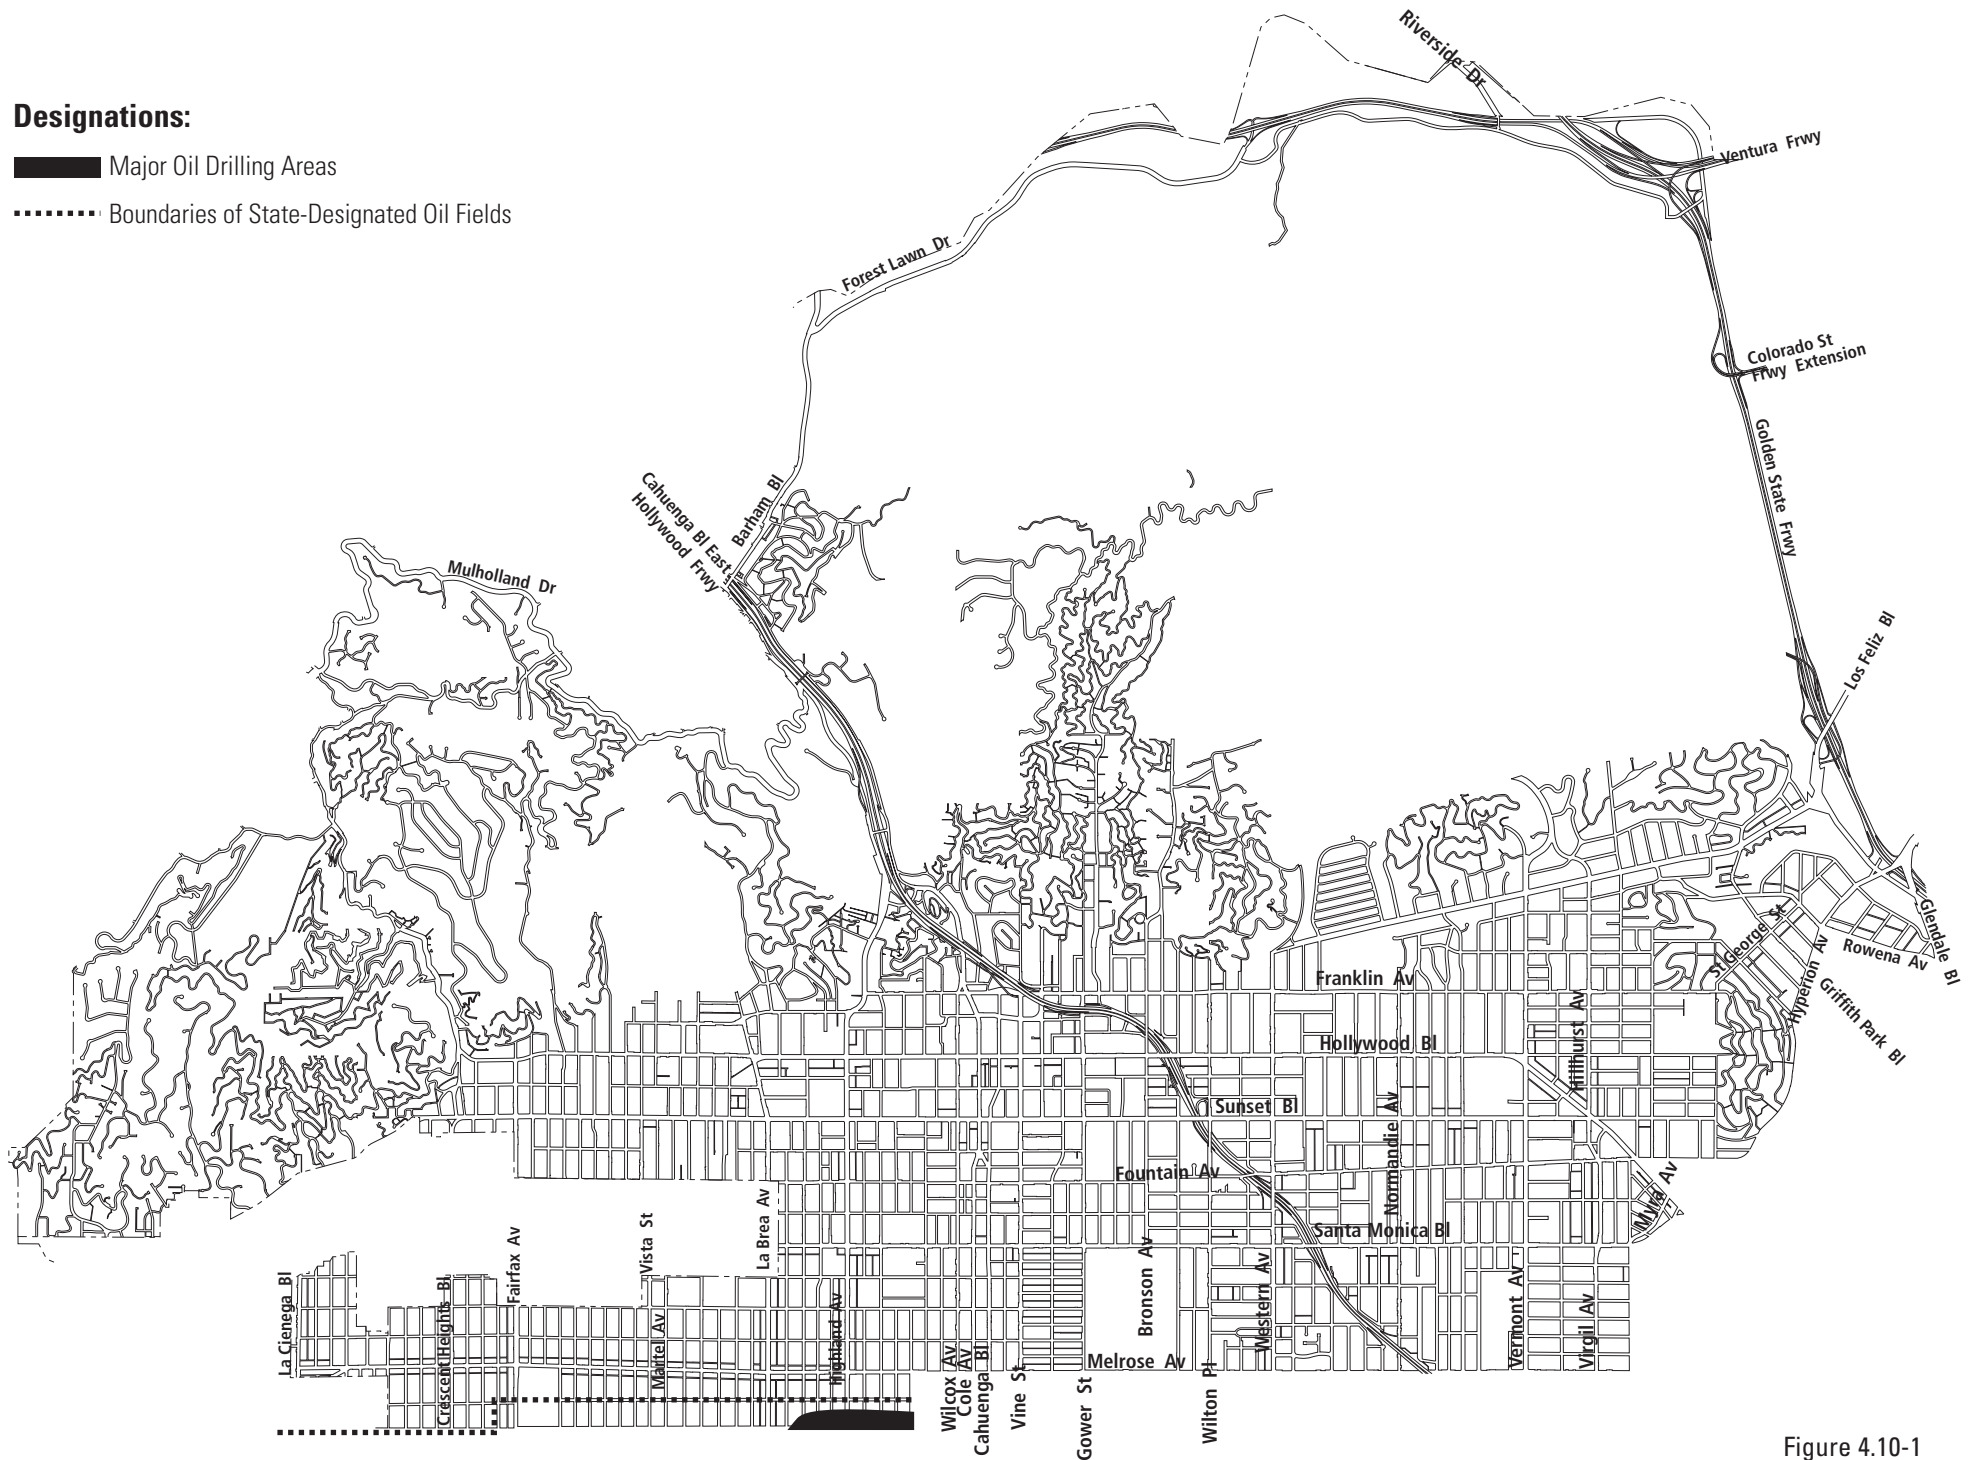 Designations:
Major Oil Drilling Areas
Boundaries of State-Designated Oil Fields
Riverside Dr
Ventura Frwy
Forest Lawn Dr
Colorado St
Frwy Extension
Golden State Frwy
Barham Bl
Cahuenga Bl East
Hollywood Frwy
Mulholland Dr
Los Feliz Bl
Glendale Bl
St George St
Rowena Av
Hyperion Av
Griffith Park Bl
Franklin Av
Hillhurst Av
Hollywood Bl
Sunset Bl
Normandie Av
Fountain Av
Myra Av
Santa Monica Bl
La Brea Av
Vista St
Fairfax Av
La Cienega Bl
Crescent Heights Bl
Martel Av
Highland Av
Bronson Av
Western Av
Vermont Av
Virgil Av
Melrose Av
Wilcox Av
Cole Av
Cahuenga Bl
Vine St
Gower St
Wilton Pl
Figure 4.10-1